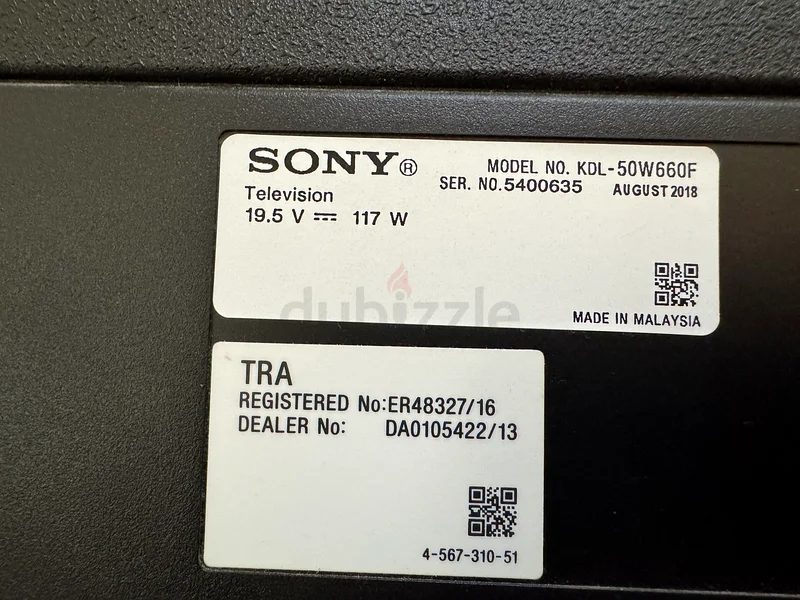 SONY® MODEL NO. KDL-50W660F
Television SER. NO.5400635 AUGUST 2018
19.5 V ⎓ 117 W
dubizzle
MADE IN MALAYSIA
TRA
REGISTERED No:ER48327/16
DEALER No: DA0105422/13
4-567-310-51